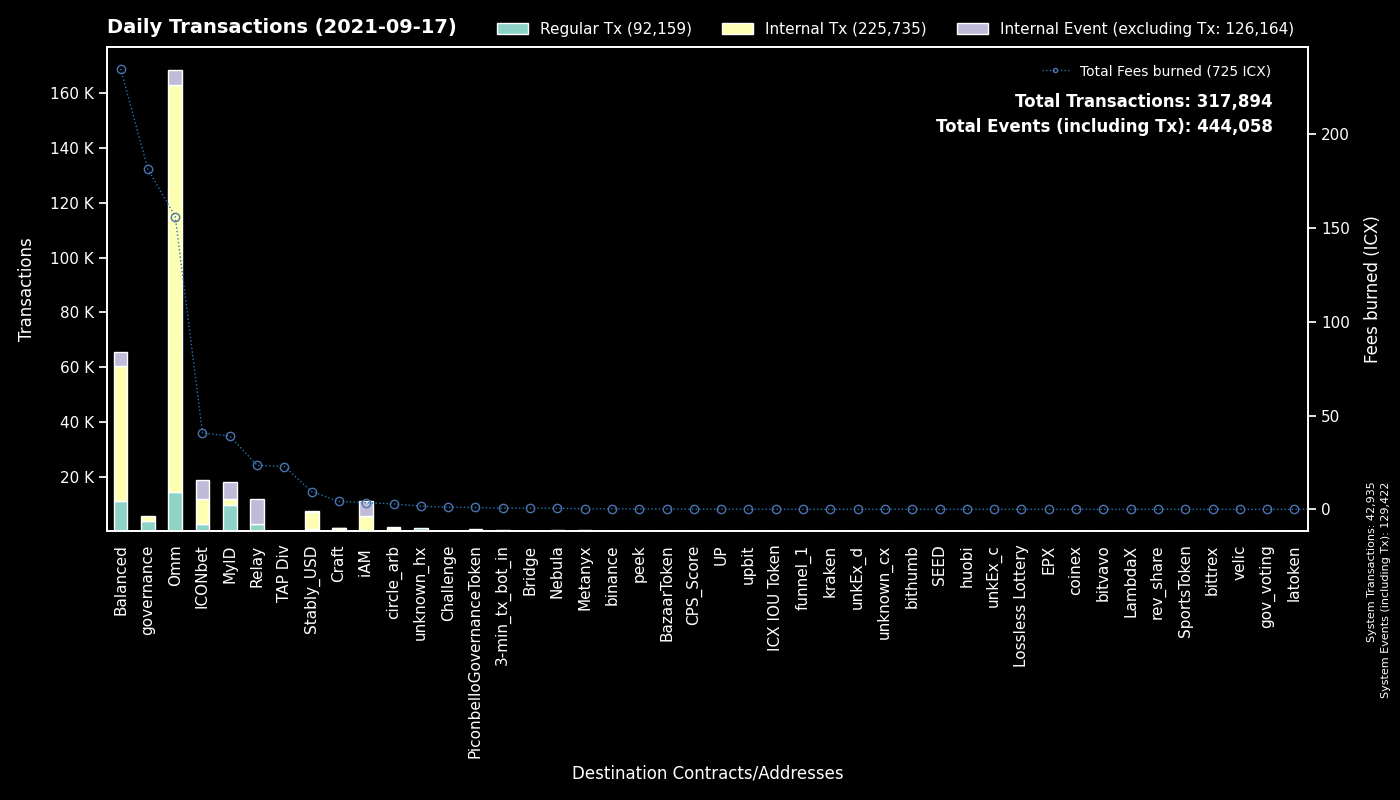 Daily Transactions (2021-09-17)
Regular Tx (92,159)
Internal Tx (225,735)
Internal Event (excluding Tx: 126,164)
Total Fees burned (725 ICX)
Total Transactions: 317,894
Total Events (including Tx): 444,058
Transactions
160 K
140 K
120 K
100 K
80 K
60 K
40 K
20 K
200
150
100
50
0
Fees burned (ICX)
System Transactions: 42,935
System Events (including Tx): 129,422
Balanced
governance
Omm
ICONbet
MyID
Relay
TAP Div
Stably_USD
Craft
iAM
circle_arb
unknown_hx
Challenge
PiconbelloGovernanceToken
3-min_tx_bot_in
Bridge
Nebula
Metanyx
binance
peek
BazaarToken
CPS_Score
UP
upbit
ICX IOU Token
funnel_1
kraken
unkEx_d
unknown_cx
bithumb
SEED
huobi
unkEx_c
Lossless Lottery
EPX
coinex
bitvavo
LambdaX
rev_share
SportsToken
bittrex
velic
gov_voting
latoken
Destination Contracts/Addresses